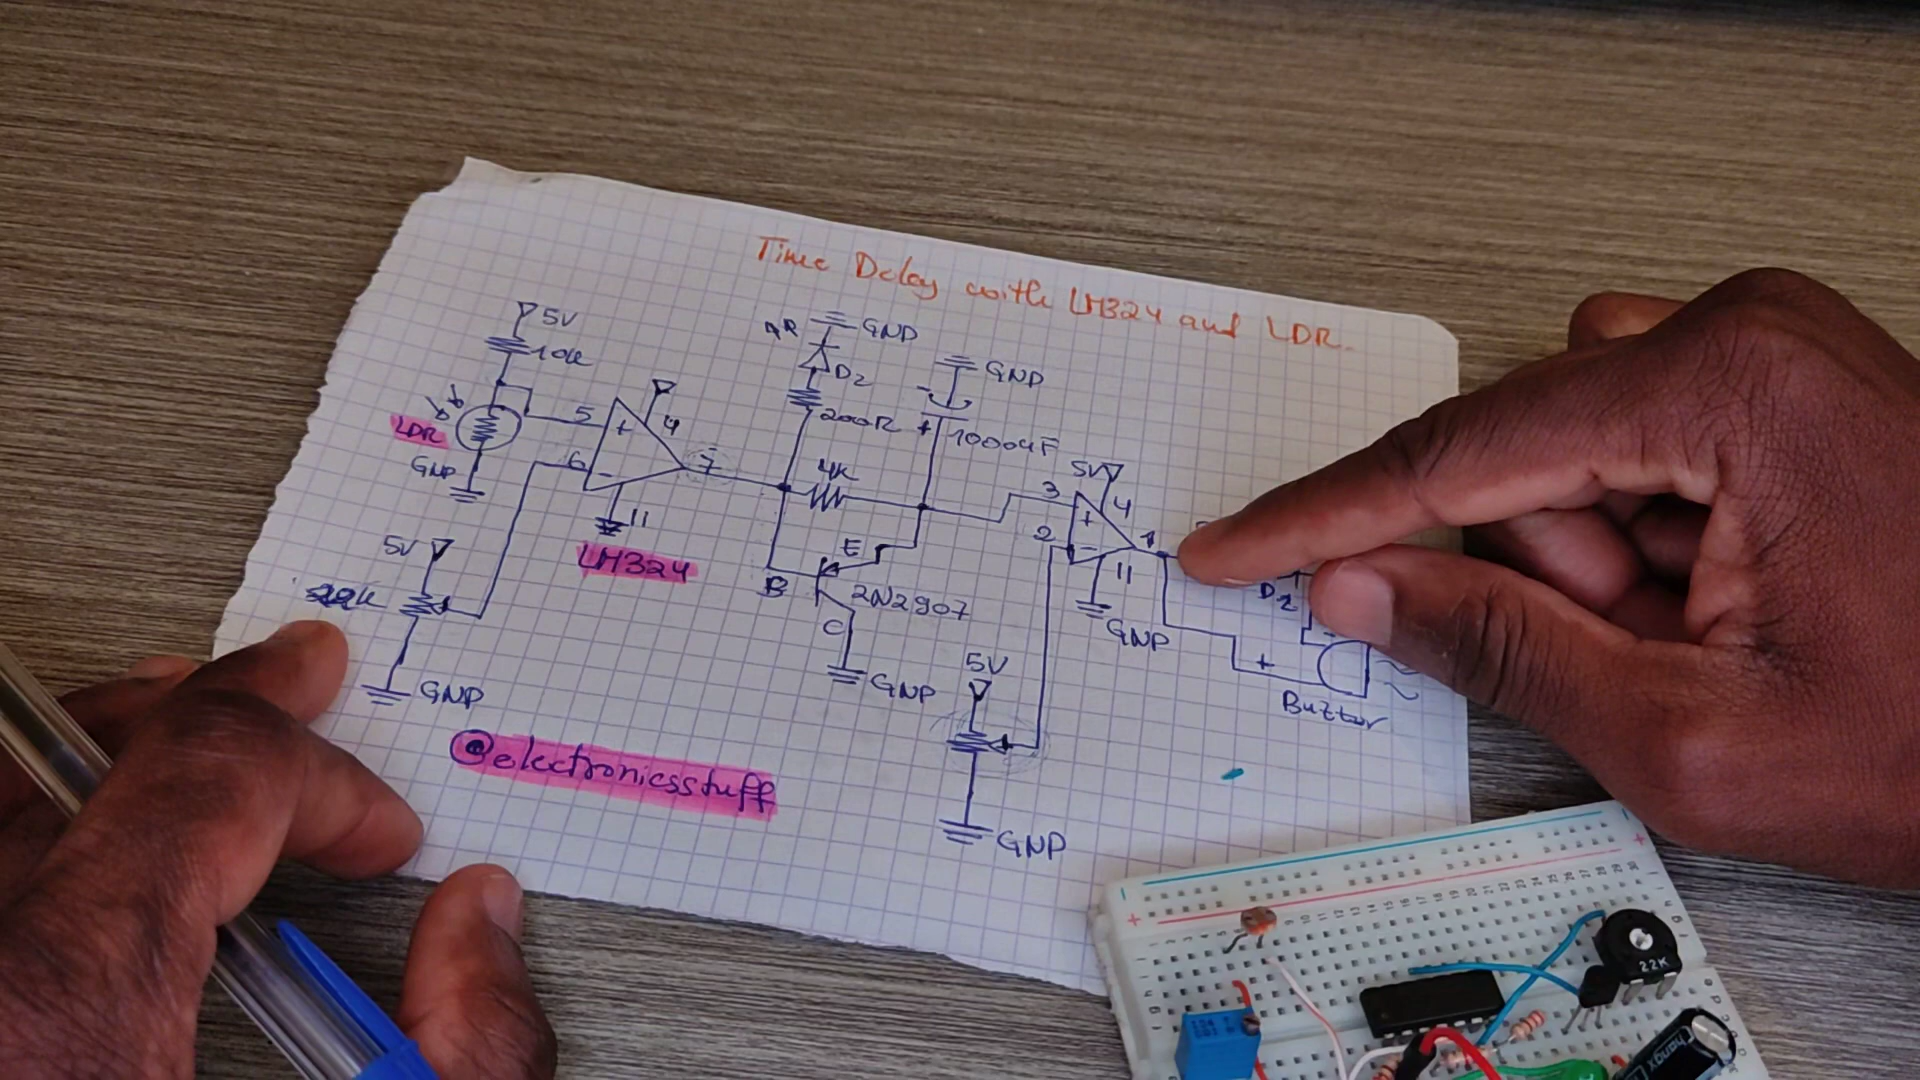 Time Delay with LM324 and LDR.
5V
10k
LDR
GND
5
6
+
-
4
7
11
LM324
5V
22k
GND
GND
D2
200R
4K
GND
-
+
1000uF
B
E
C
2N2907
GND
5V
GND
5V
3
2
+
-
4
1
11
GND
D1
+
-
Buzzer
@electronicsstuff
22K
Changx